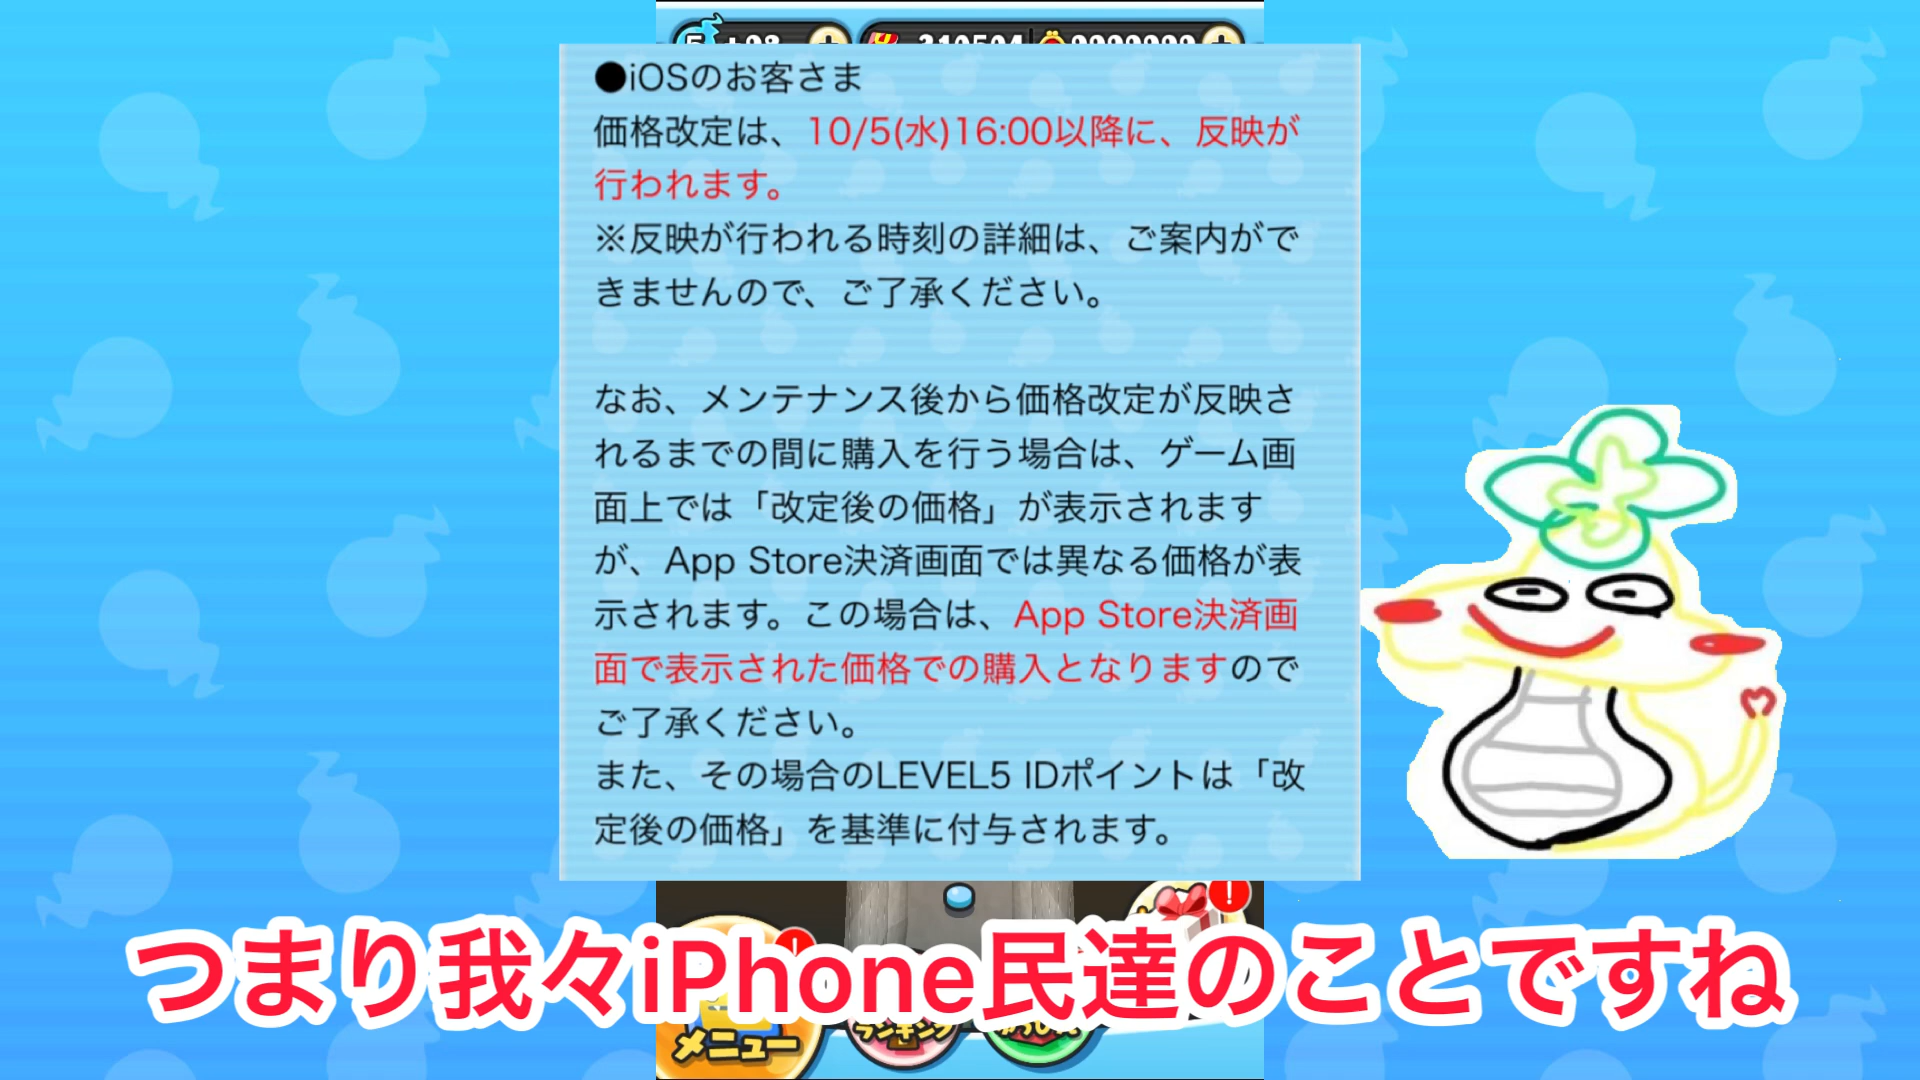 ●iOSのお客さま
価格改定は、10/5(水)16:00以降に、反映が
行われます。
※反映が行われる時刻の詳細は、ご案内がで
きませんので、ご了承ください。
なお、メンテナンス後から価格改定が反映さ
れるまでの間に購入を行う場合は、ゲーム画
面上では「改定後の価格」が表示されます
が、App Store決済画面では異なる価格が表
示されます。この場合は、App Store決済画
面で表示された価格での購入となりますので
ご了承ください。
また、その場合のLEVEL5 IDポイントは「改
定後の価格」を基準に付与されます。
つまり我々iPhone民達のことですね
メニュー
ランキング